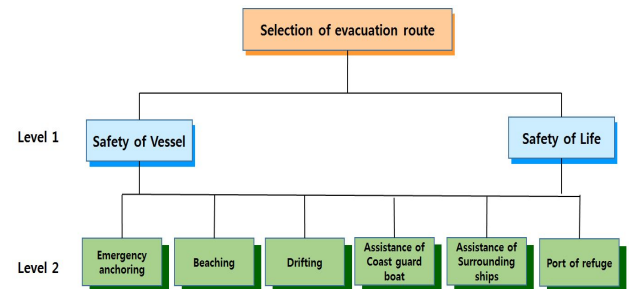 Selection of evacuation route
Level 1
Safety of Vessel
Safety of Life
Level 2
Emergency
anchoring
Beaching
Drifting
Assistance of
Coast guard
boat
Assistance of
Surrounding
ships
Port of refuge